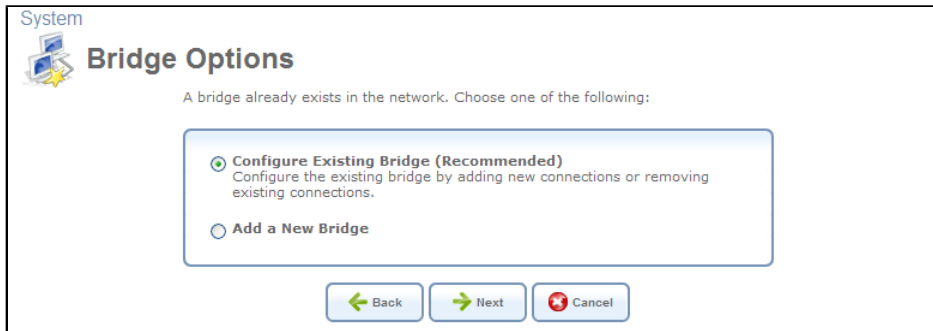 System
Bridge Options
A bridge already exists in the network. Choose one of the following:
Configure Existing Bridge (Recommended)
Configure the existing bridge by adding new connections or removing
existing connections.
Add a New Bridge
Back Next Cancel